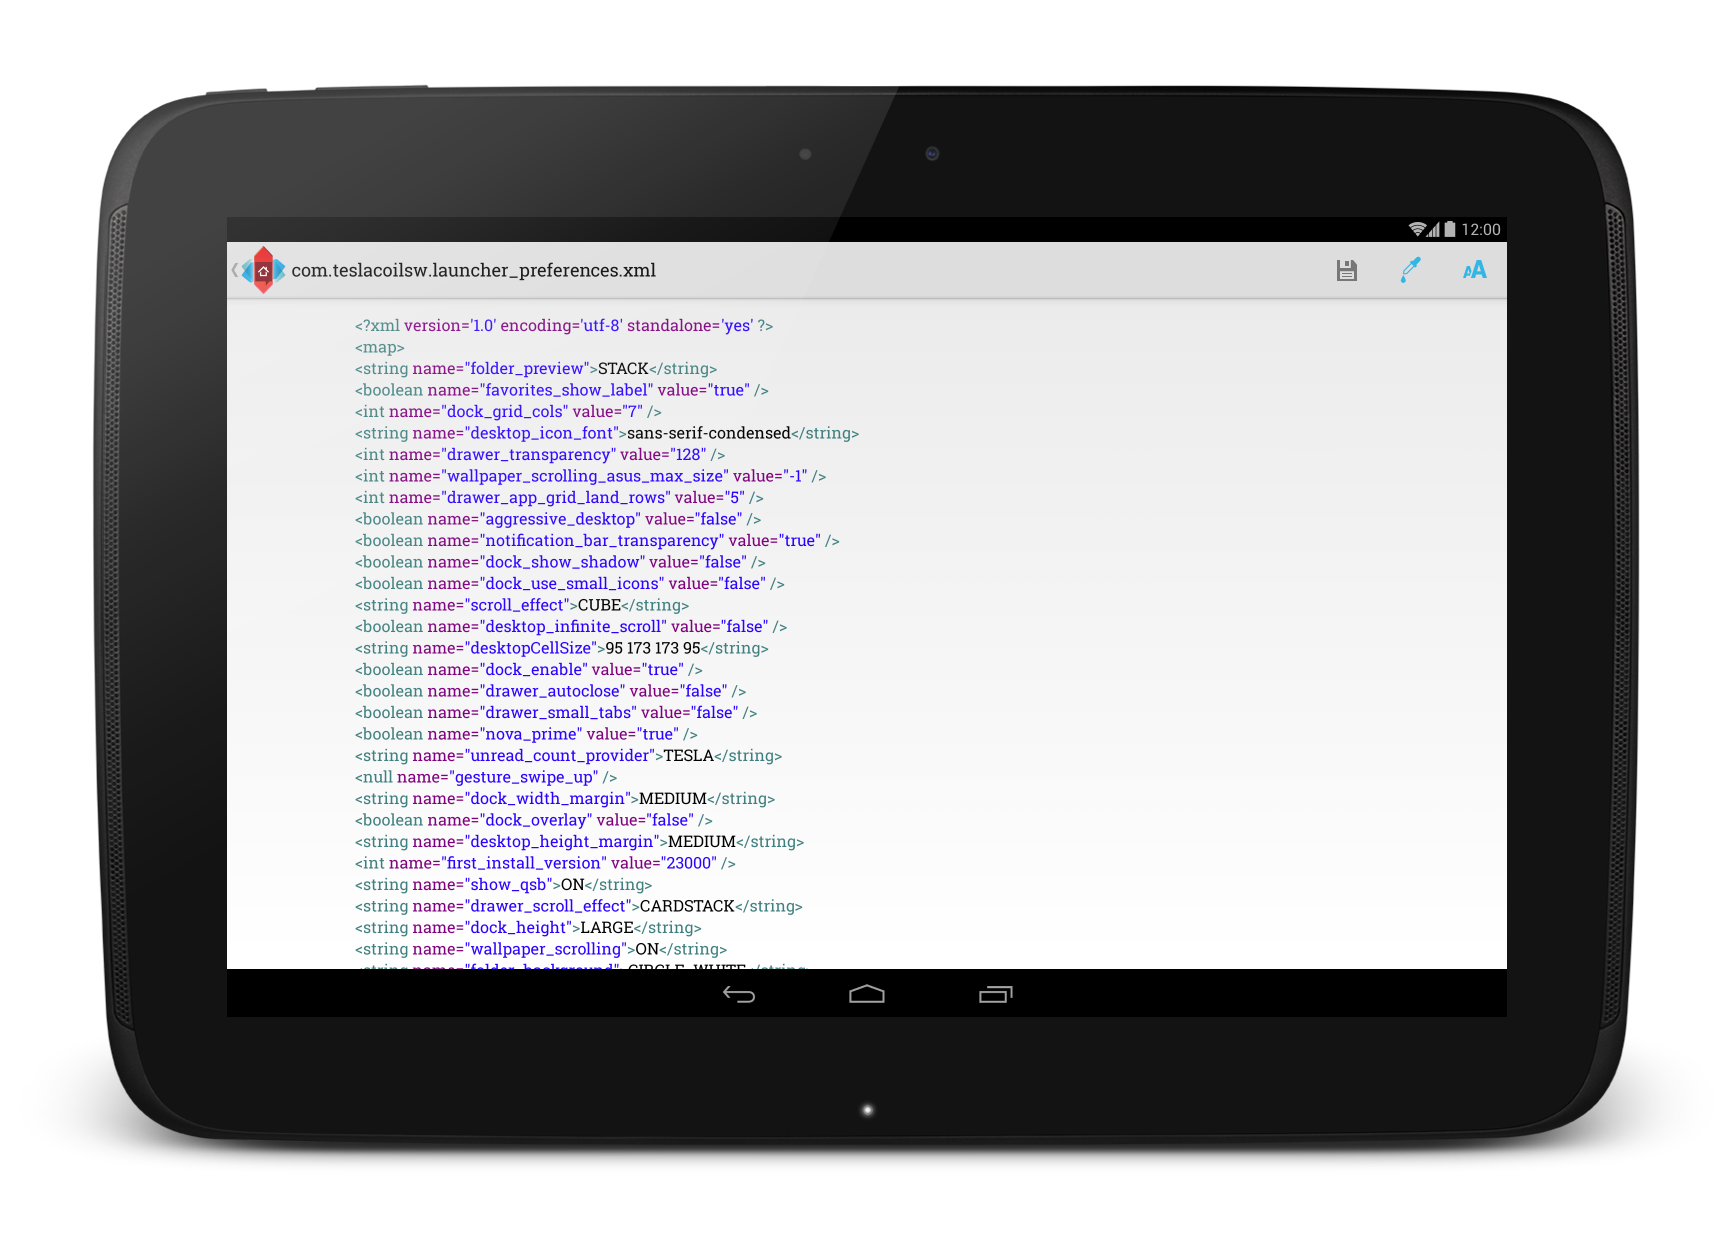 12:00
com.teslacoilsw.launcher_preferences.xml
AA
<?xml version='1.0' encoding='utf-8' standalone='yes' ?>
<map>
<string name="folder_preview">STACK</string>
<boolean name="favorites_show_label" value="true" />
<int name="dock_grid_cols" value="7" />
<string name="desktop_icon_font">sans-serif-condensed</string>
<int name="drawer_transparency" value="128" />
<int name="wallpaper_scrolling_asus_max_size" value="-1" />
<int name="drawer_app_grid_land_rows" value="5" />
<boolean name="aggressive_desktop" value="false" />
<boolean name="notification_bar_transparency" value="true" />
<boolean name="dock_show_shadow" value="false" />
<boolean name="dock_use_small_icons" value="false" />
<string name="scroll_effect">CUBE</string>
<boolean name="desktop_infinite_scroll" value="false" />
<string name="desktopCellSize">95 173 173 95</string>
<boolean name="dock_enable" value="true" />
<boolean name="drawer_autoclose" value="false" />
<boolean name="drawer_small_tabs" value="false" />
<boolean name="nova_prime" value="true" />
<string name="unread_count_provider">TESLA</string>
<null name="gesture_swipe_up" />
<string name="dock_width_margin">MEDIUM</string>
<boolean name="dock_overlay" value="false" />
<string name="desktop_height_margin">MEDIUM</string>
<int name="first_install_version" value="23000" />
<string name="show_qsb">ON</string>
<string name="drawer_scroll_effect">CARDSTACK</string>
<string name="dock_height">LARGE</string>
<string name="wallpaper_scrolling">ON</string>